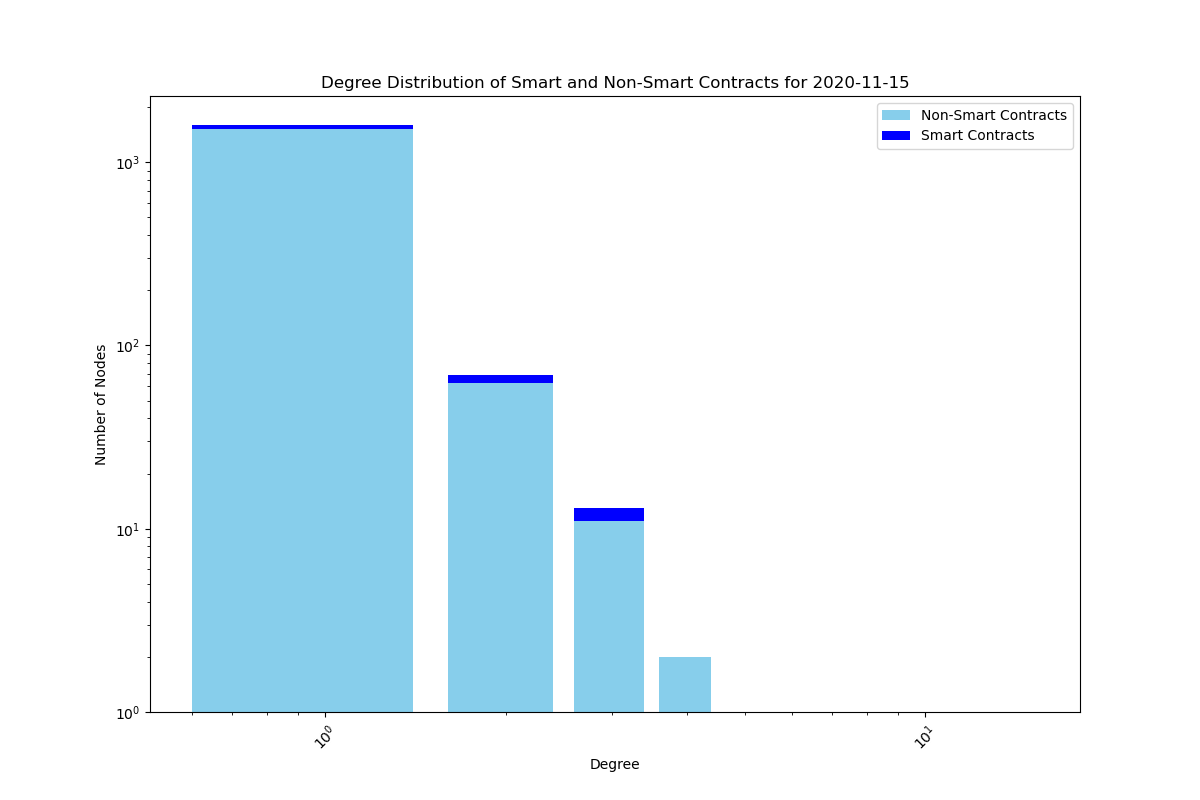 Degree Distribution of Smart and Non-Smart Contracts for 2020-11-15
Non-Smart Contracts
Smart Contracts
Number of Nodes
10³
10²
10¹
10⁰
10⁰
10¹
Degree